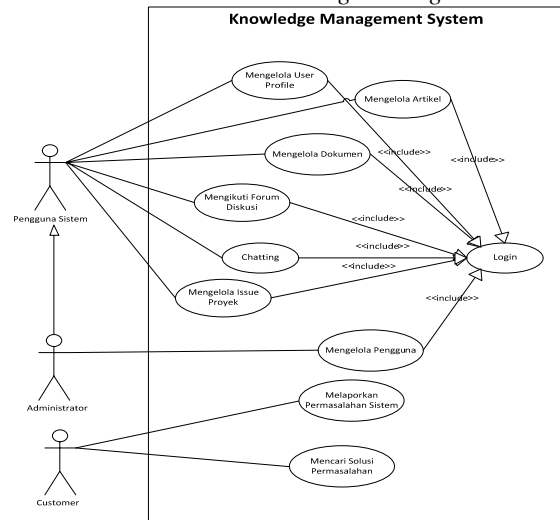 Knowledge Management System
Mengelola User
Profile
Mengelola Artikel
Mengelola Dokumen
<<include>>
<<include>>
<<include>>
Mengikuti Forum
Diskusi
<<include>>
Pengguna Sistem
Chatting
<<include>>
Login
<<include>>
Mengelola Issue
Proyek
<<include>>
Mengelola Pengguna
Administrator
Melaporkan
Permasalahan Sistem
Mencari Solusi
Permasalahan
Customer